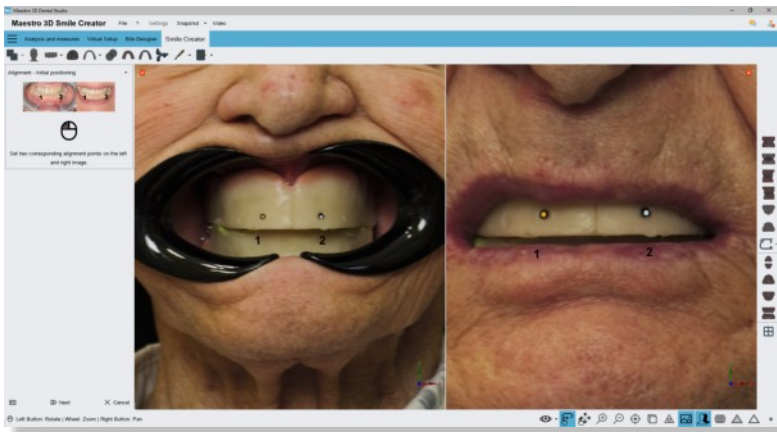 Maestro 3D Dental Studio
Maestro 3D Smile Creator File ? Settings Snapshot Video
Analysis and measures Virtual Setup Bite Designer Smile Creator
Alignment - Initial positioning
Set two corresponding alignment points on the left
and right image.
1 2
1 2
Next Cancel
Left Button: Rotate | Wheel: Zoom | Right Button: Pan